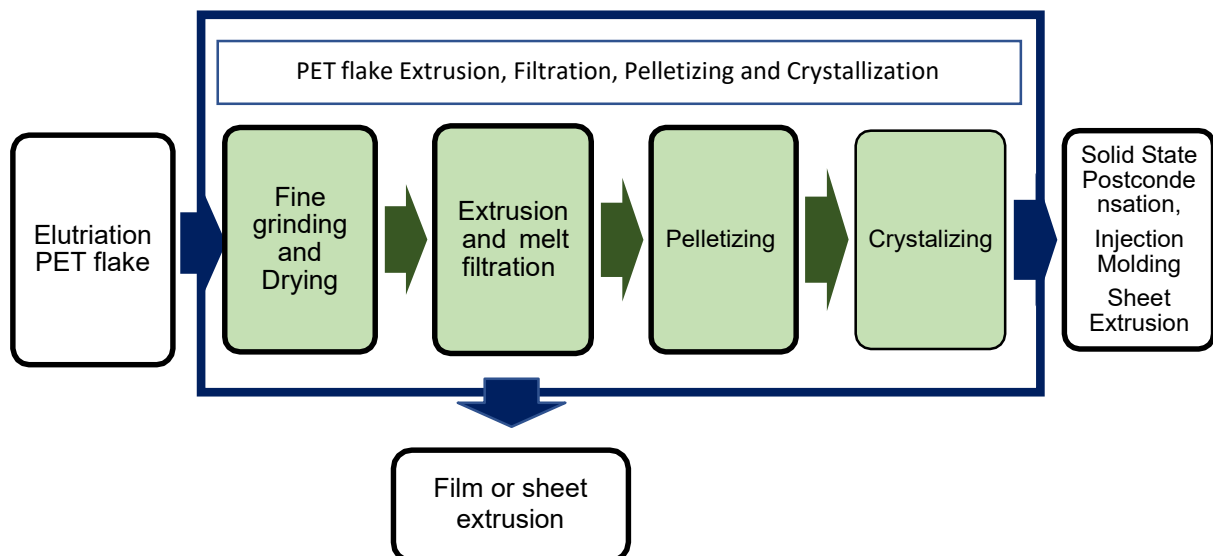 PET flake Extrusion, Filtration, Pelletizing and Crystallization
Elutriation
PET flake
Fine
grinding
and
Drying
Extrusion
and melt
filtration
Pelletizing
Crystalizing
Solid State
Postconde
nsation,
Injection
Molding
Sheet
Extrusion
Film or sheet
extrusion